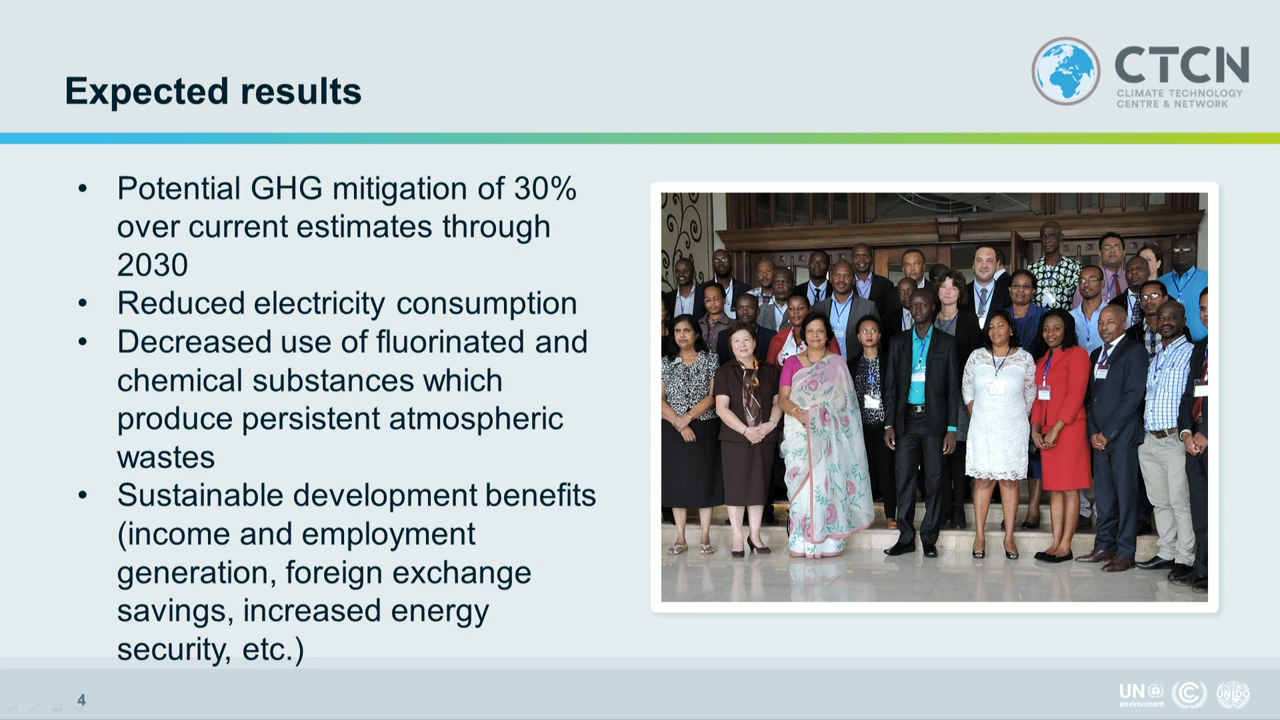 Expected results
CTCN
CLIMATE TECHNOLOGY
CENTRE & NETWORK
• Potential GHG mitigation of 30%
over current estimates through
2030
• Reduced electricity consumption
• Decreased use of fluorinated and
chemical substances which
produce persistent atmospheric
wastes
• Sustainable development benefits
(income and employment
generation, foreign exchange
savings, increased energy
security, etc.)
4
UN
environment
UNIDO